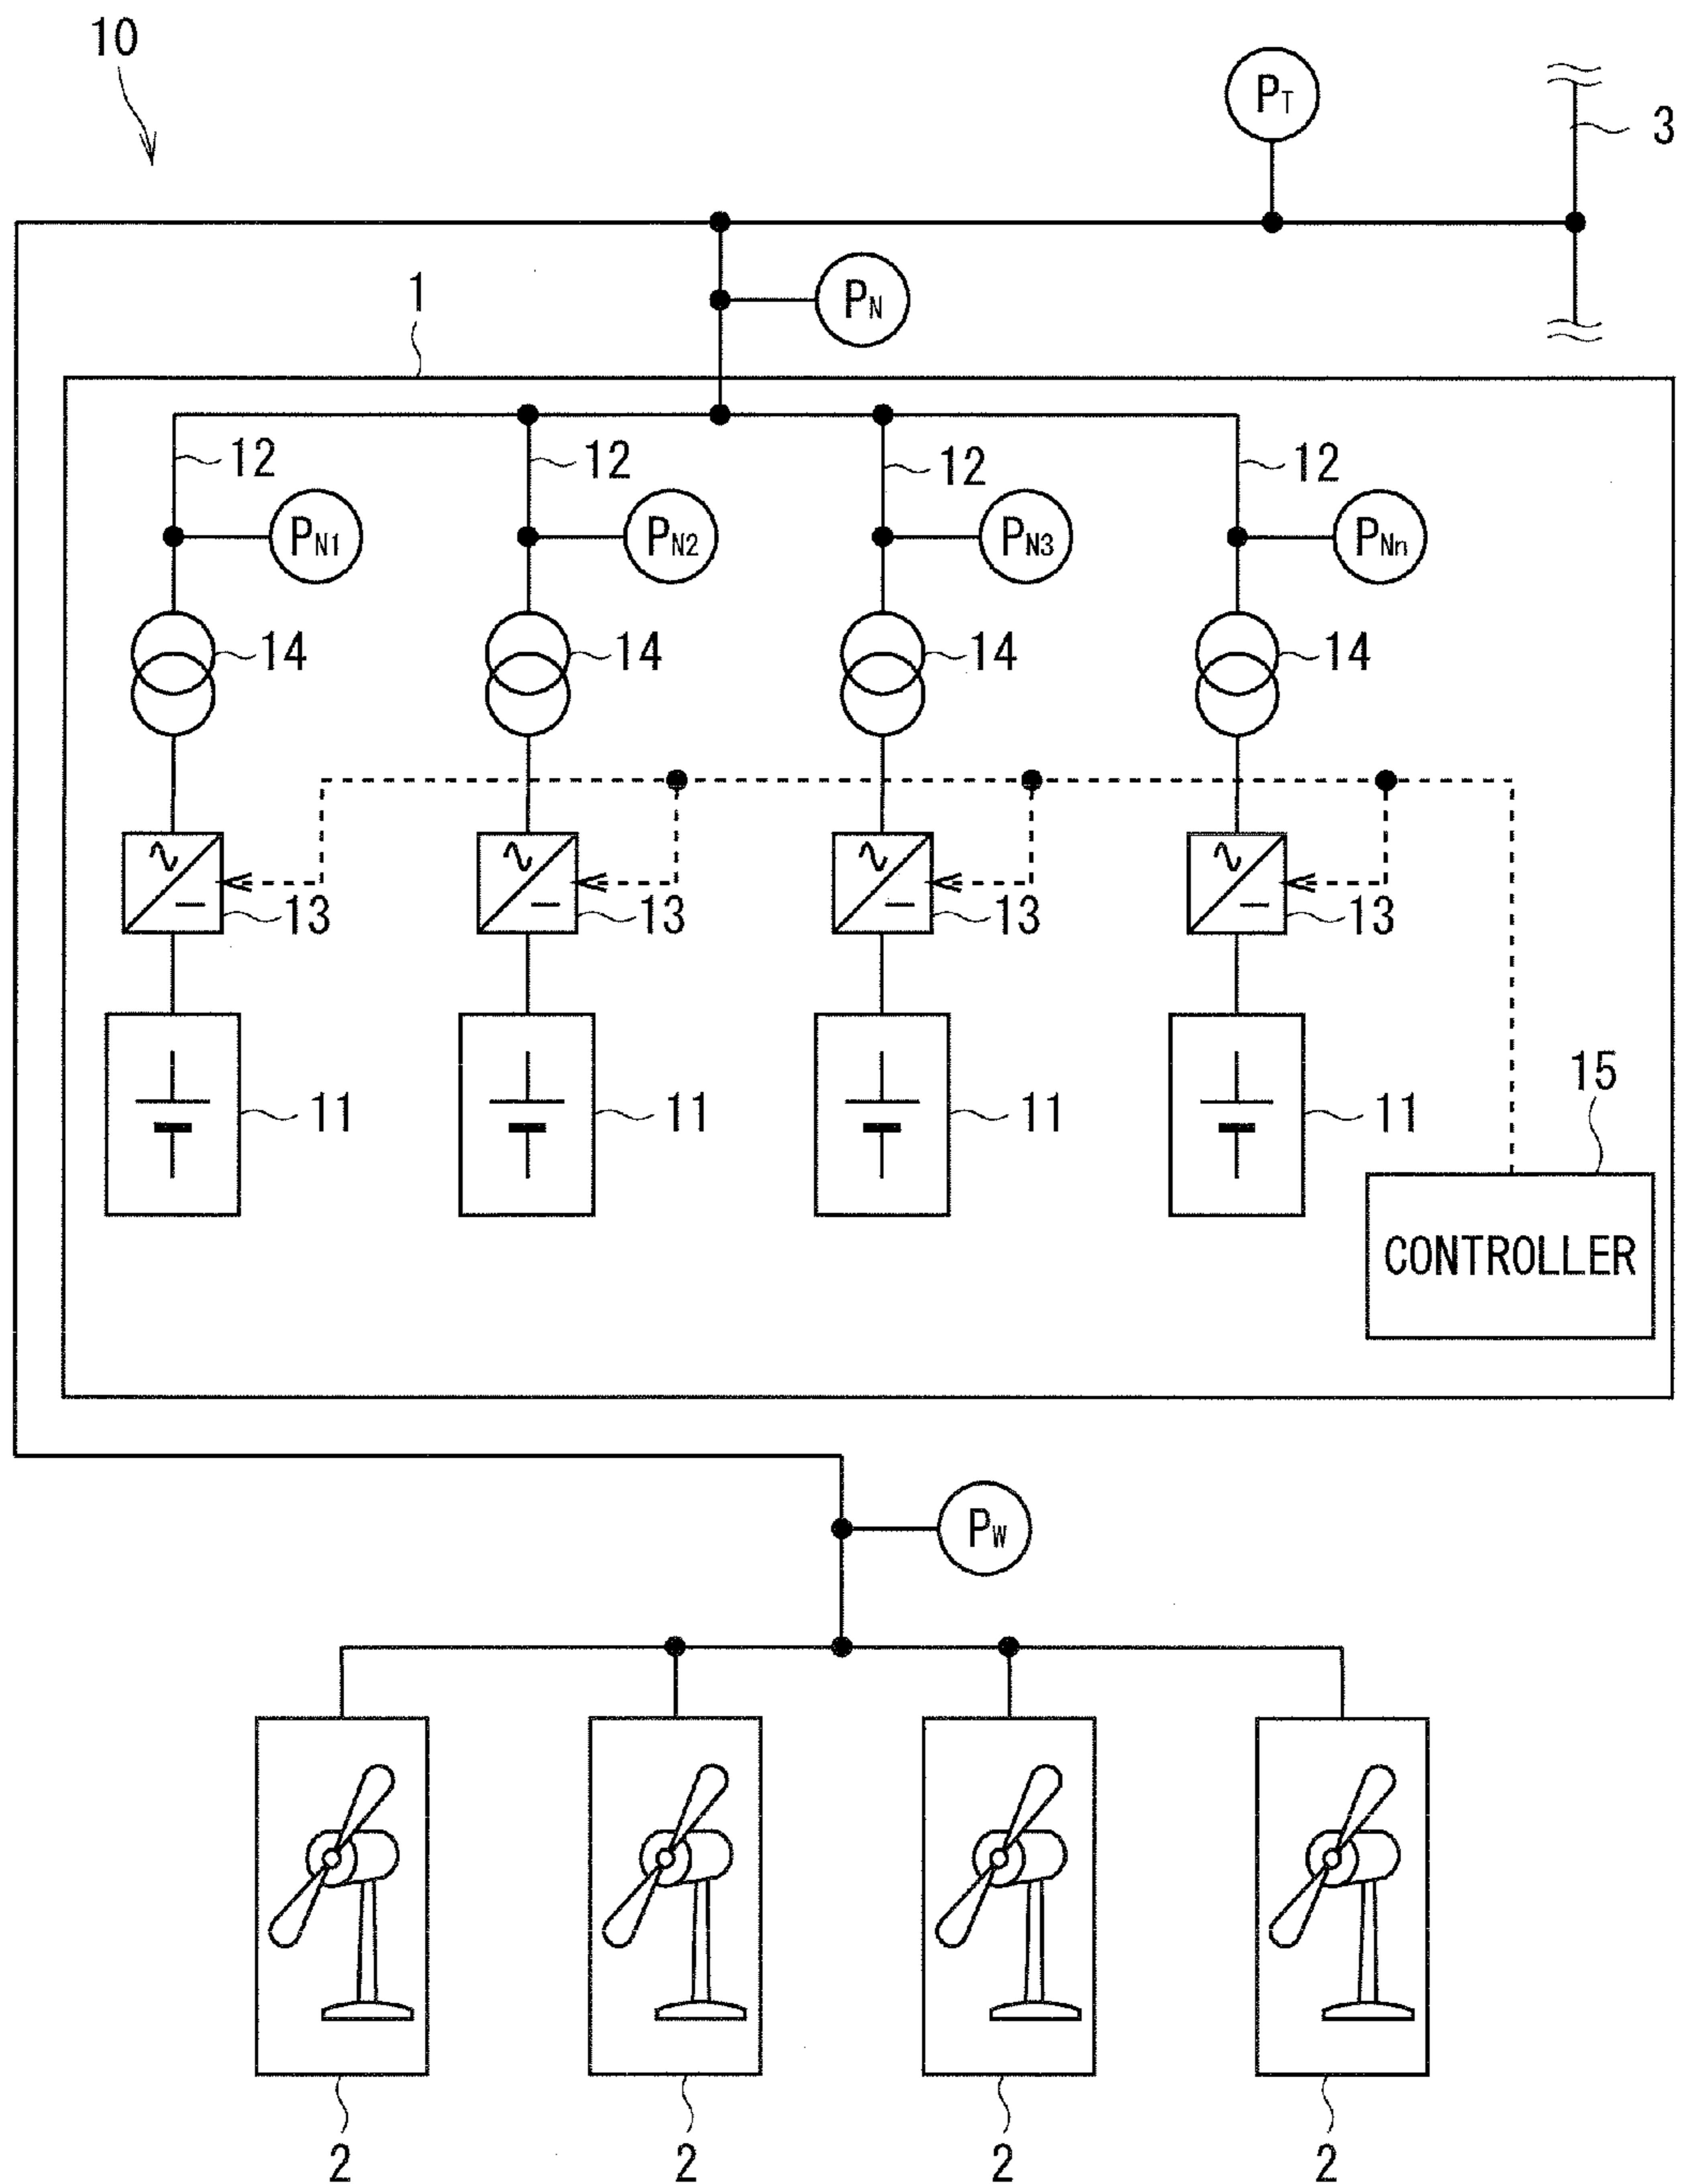 10
PT
3
PN
1
12 12 12 12
PN1 PN2 PN3 PNn
14 14 14 14
13 13 13 13
11 11 11 11
15
CONTROLLER
PW
2 2 2 2